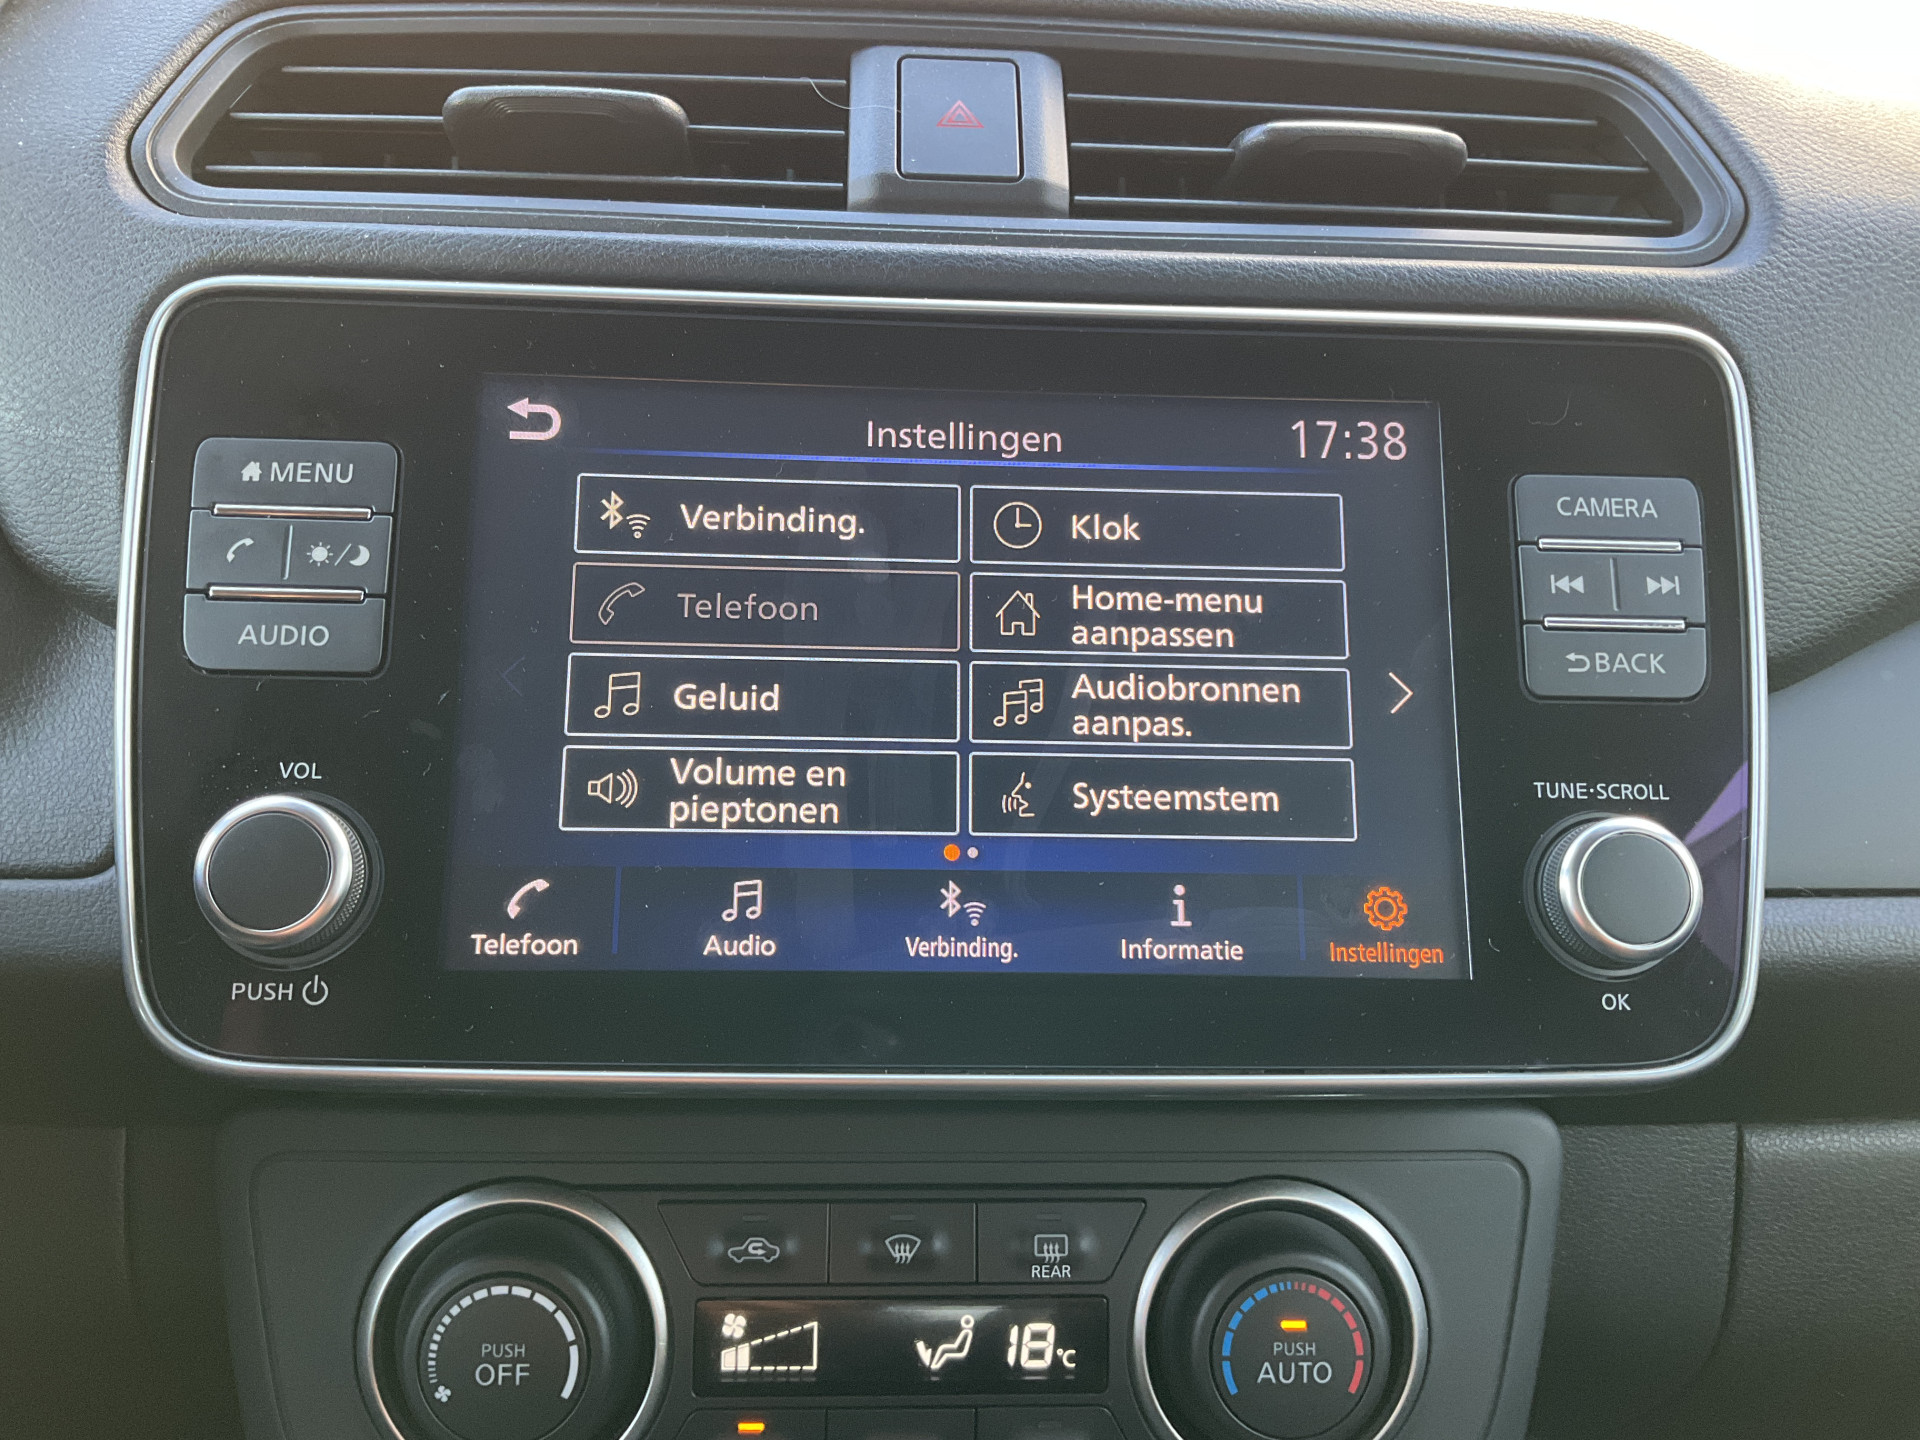 Instellingen
17:38
MENU
AUDIO
VOL
PUSH
Verbinding.
Klok
Telefoon
Home-menu
aanpassen
Geluid
Audiobronnen
aanpas.
Volume en
pieptonen
Systeemstem
Telefoon
Audio
Verbinding.
Informatie
Instellingen
CAMERA
BACK
TUNE·SCROLL
OK
REAR
PUSH
OFF
18°C
PUSH
AUTO